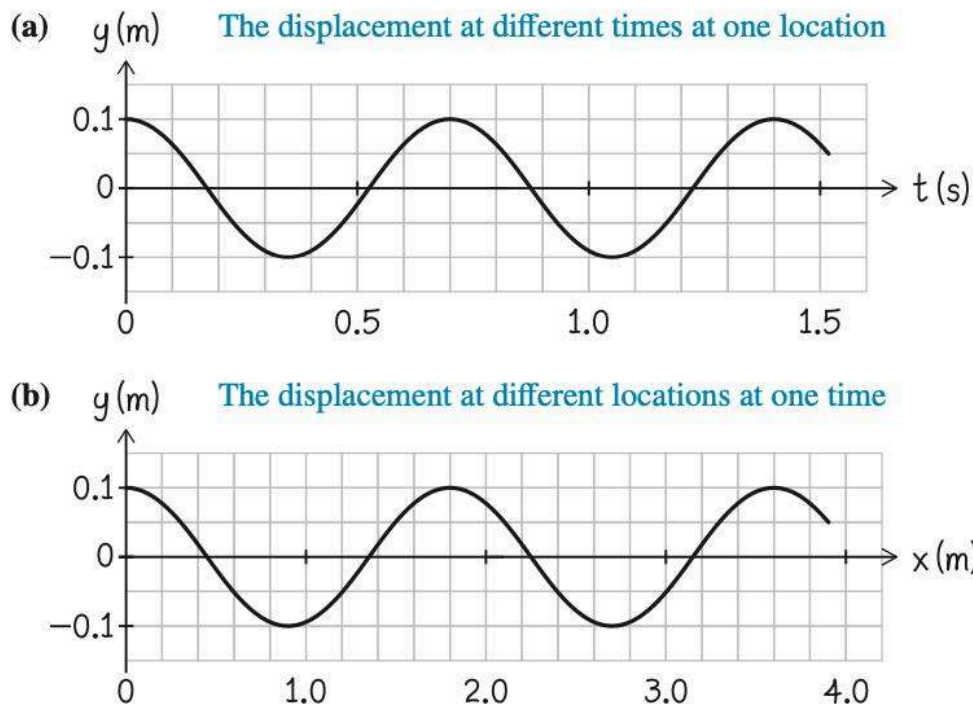 (a) y (m) The displacement at different times at one location
0.1
0
−0.1
t (s)
0 0.5 1.0 1.5
(b) y (m) The displacement at different locations at one time
0.1
0
−0.1
x (m)
0 1.0 2.0 3.0 4.0